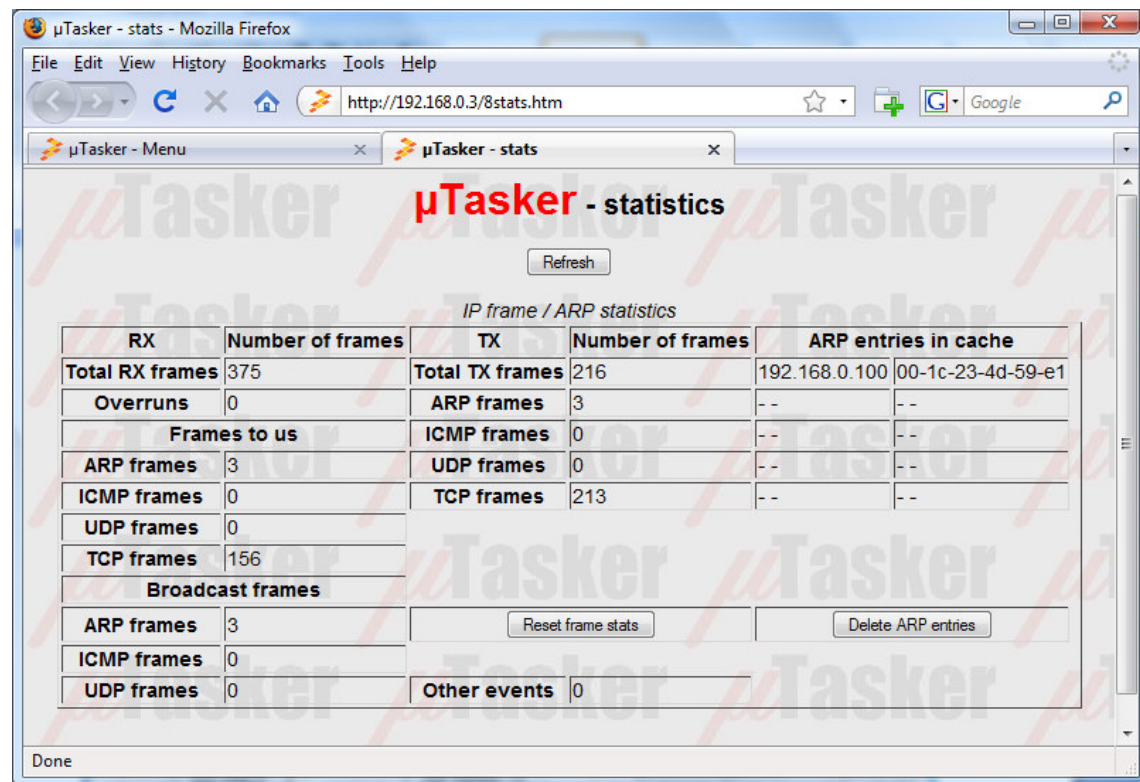 µTasker - stats - Mozilla Firefox
File Edit View History Bookmarks Tools Help
http://192.168.0.3/8stats.htm G Google
µTasker - Menu × µTasker - stats ×
µTasker - statistics
Refresh
IP frame / ARP statistics
RX Number of frames TX Number of frames ARP entries in cache
Total RX frames 375 Total TX frames 216 192.168.0.100 00-1c-23-4d-59-e1
Overruns 0 ARP frames 3 - - - -
Frames to us ICMP frames 0 - - - -
ARP frames 3 UDP frames 0 - - - -
ICMP frames 0 TCP frames 213 - - - -
UDP frames 0
TCP frames 156
Broadcast frames
ARP frames 3 Reset frame stats Delete ARP entries
ICMP frames 0
UDP frames 0 Other events 0
Done